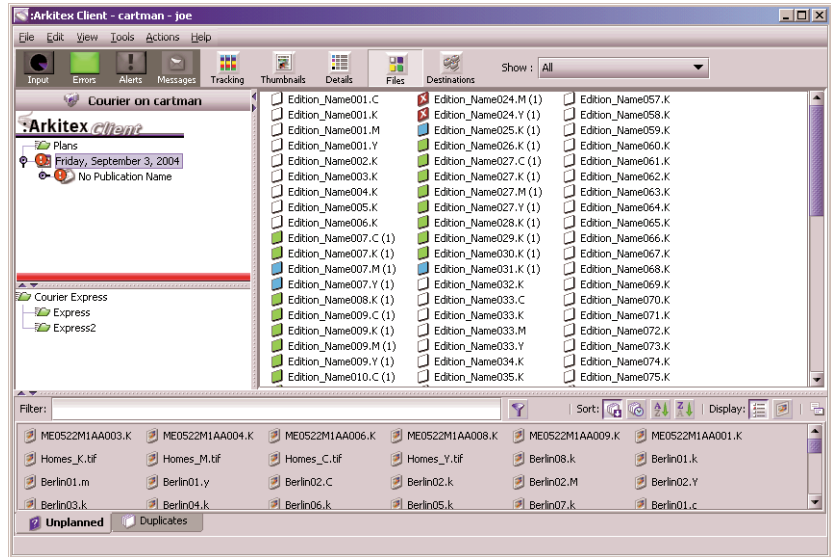 :Arkitex Client - cartman - joe
File Edit View Tools Actions Help
Input Errors Alerts Messages Tracking Thumbnails Details Files Destinations Show : All
Courier on cartman
:Arkitex Client
Plans
Friday, September 3, 2004
No Publication Name
Courier Express
Express
Express2
Edition_Name001.C Edition_Name024.M (1) Edition_Name057.K
Edition_Name001.K Edition_Name024.Y (1) Edition_Name058.K
Edition_Name001.M Edition_Name025.K (1) Edition_Name059.K
Edition_Name001.Y Edition_Name026.K (1) Edition_Name060.K
Edition_Name002.K Edition_Name027.C (1) Edition_Name061.K
Edition_Name003.K Edition_Name027.K (1) Edition_Name062.K
Edition_Name004.K Edition_Name027.M (1) Edition_Name063.K
Edition_Name005.K Edition_Name027.Y (1) Edition_Name064.K
Edition_Name006.K Edition_Name028.K (1) Edition_Name065.K
Edition_Name007.C (1) Edition_Name029.K (1) Edition_Name066.K
Edition_Name007.K (1) Edition_Name030.K (1) Edition_Name067.K
Edition_Name007.M (1) Edition_Name031.K (1) Edition_Name068.K
Edition_Name007.Y (1) Edition_Name032.K Edition_Name069.K
Edition_Name008.K (1) Edition_Name033.C Edition_Name070.K
Edition_Name009.C (1) Edition_Name033.K Edition_Name071.K
Edition_Name009.K (1) Edition_Name033.M Edition_Name072.K
Edition_Name009.M (1) Edition_Name033.Y Edition_Name073.K
Edition_Name009.Y (1) Edition_Name034.K Edition_Name074.K
Edition_Name010.C (1) Edition_Name035.K Edition_Name075.K
Filter: Sort: Display:
ME0522M1AA003.K ME0522M1AA004.K ME0522M1AA006.K ME0522M1AA008.K ME0522M1AA009.K ME0522M1AA001.K
Homes_K.tif Homes_M.tif Homes_C.tif Homes_Y.tif Berlin08.k Berlin01.k
Berlin01.m Berlin01.y Berlin02.C Berlin02.k Berlin02.M Berlin02.Y
Berlin03.k Berlin04.k Berlin06.k Berlin05.k Berlin07.k Berlin01.c
Unplanned Duplicates